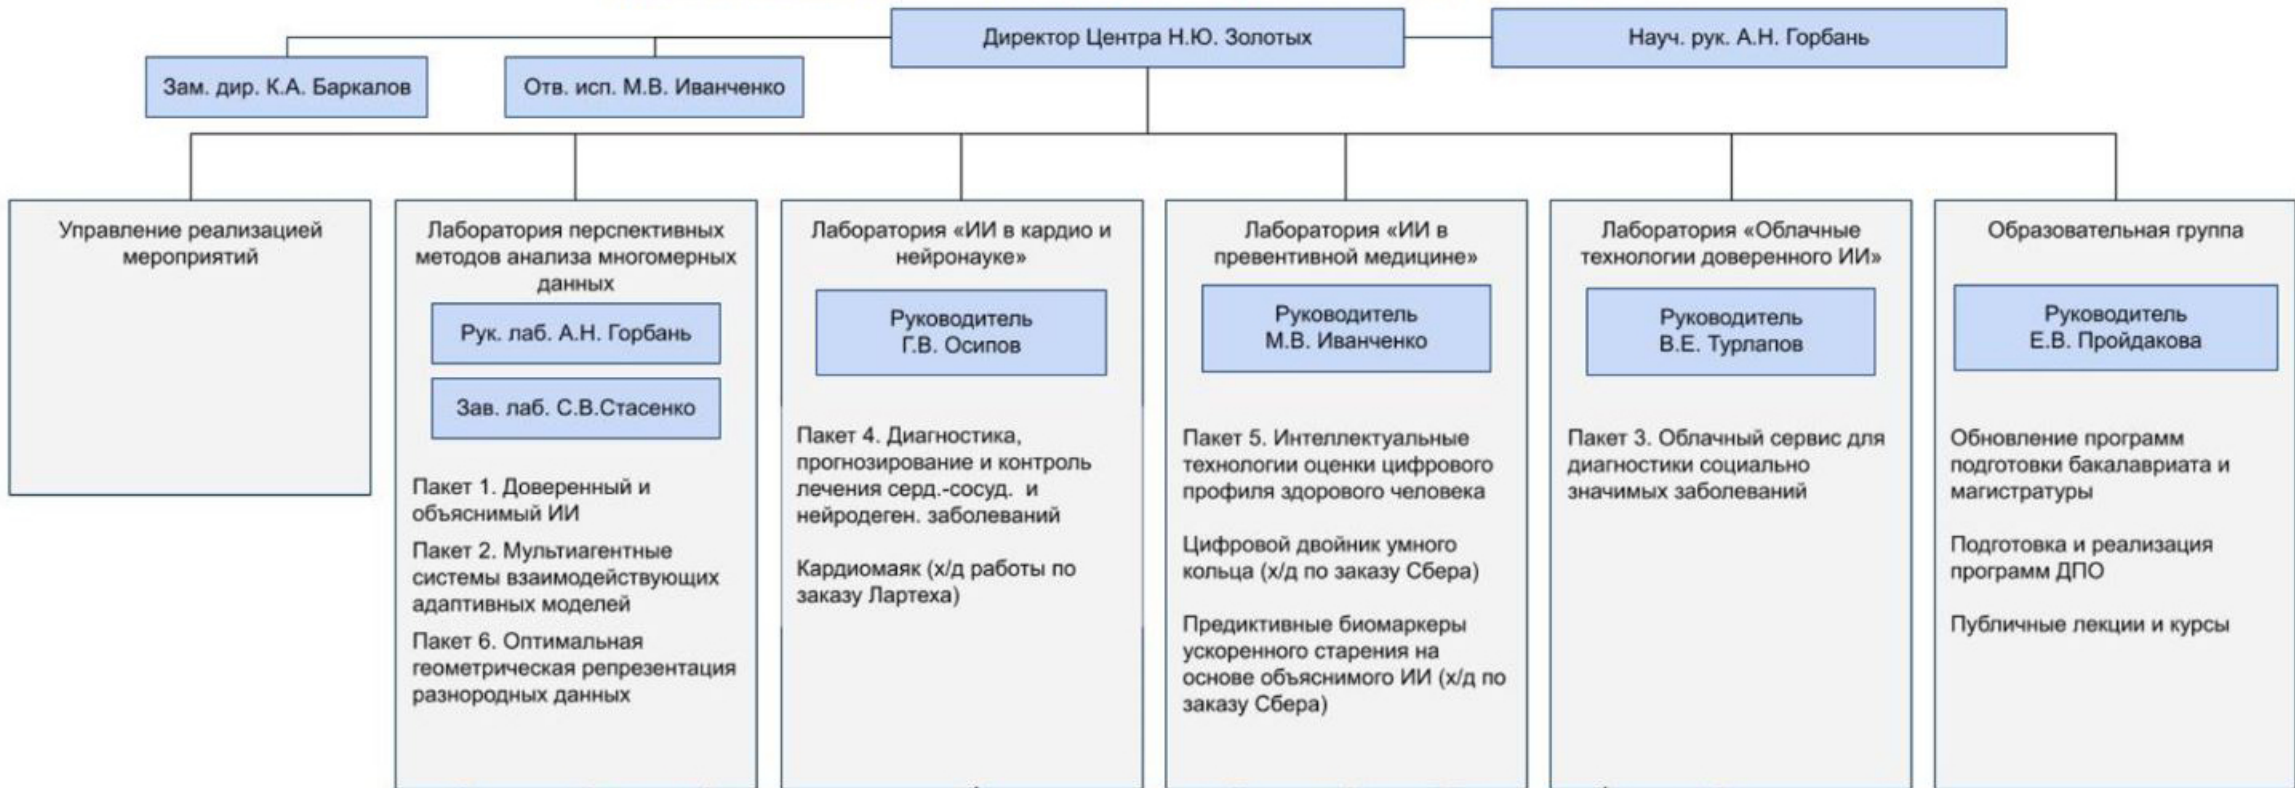 Директор Центра Н.Ю. Золотых
Науч. рук. А.Н. Горбань
Зам. дир. К.А. Баркалов
Отв. исп. М.В. Иванченко
Управление реализацией
мероприятий
Лаборатория перспективных
методов анализа многомерных
данных
Рук. лаб. А.Н. Горбань
Зав. лаб. С.В.Стасенко
Пакет 1. Доверенный и
объяснимый ИИ
Пакет 2. Мультиагентные
системы взаимодействующих
адаптивных моделей
Пакет 6. Оптимальная
геометрическая репрезентация
разнородных данных
Лаборатория «ИИ в кардио и
нейронауке»
Руководитель
Г.В. Осипов
Пакет 4. Диагностика,
прогнозирование и контроль
лечения серд.-сосуд. и
нейродеген. заболеваний
Кардиомаяк (х/д работы по
заказу Лартеха)
Лаборатория «ИИ в
превентивной медицине»
Руководитель
М.В. Иванченко
Пакет 5. Интеллектуальные
технологии оценки цифрового
профиля здорового человека
Цифровой двойник умного
кольца (х/д по заказу Сбера)
Предиктивные биомаркеры
ускоренного старения на
основе объяснимого ИИ (х/д по
заказу Сбера)
Лаборатория «Облачные
технологии доверенного ИИ»
Руководитель
В.Е. Турлапов
Пакет 3. Облачный сервис для
диагностики социально
значимых заболеваний
Образовательная группа
Руководитель
Е.В. Пройдакова
Обновление программ
подготовки бакалавриата и
магистратуры
Подготовка и реализация
программ ДПО
Публичные лекции и курсы